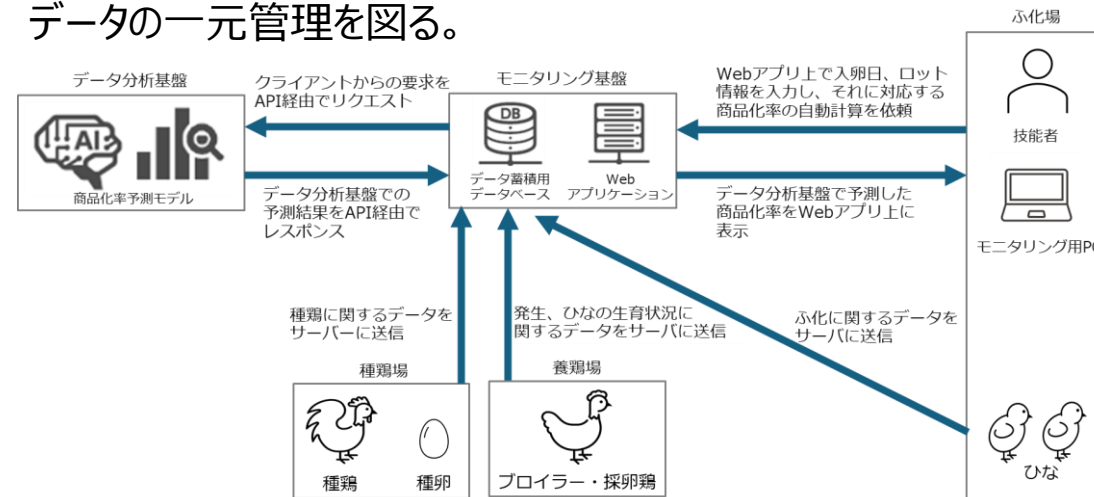 データの一元管理を図る。
ふ化場
データ分析基盤
クライアントからの要求を
API経由でリクエスト
モニタリング基盤
Webアプリ上で入卵日、ロット
情報を入力し、それに対応する
商品化率の自動計算を依頼
AI
DB
技能者
商品化率予測モデル
データ蓄積用
データベース
Web
アプリケーション
データ分析基盤での
予測結果をAPI経由で
レスポンス
データ分析基盤で予測した
商品化率をWebアプリ上に
表示
モニタリング用PC
種鶏に関するデータを
サーバーに送信
発生、ひなの生育状況に
関するデータをサーバに送信
ふ化に関するデータを
サーバに送信
種鶏場
養鶏場
種鶏
種卵
ブロイラー・採卵鶏
ひな